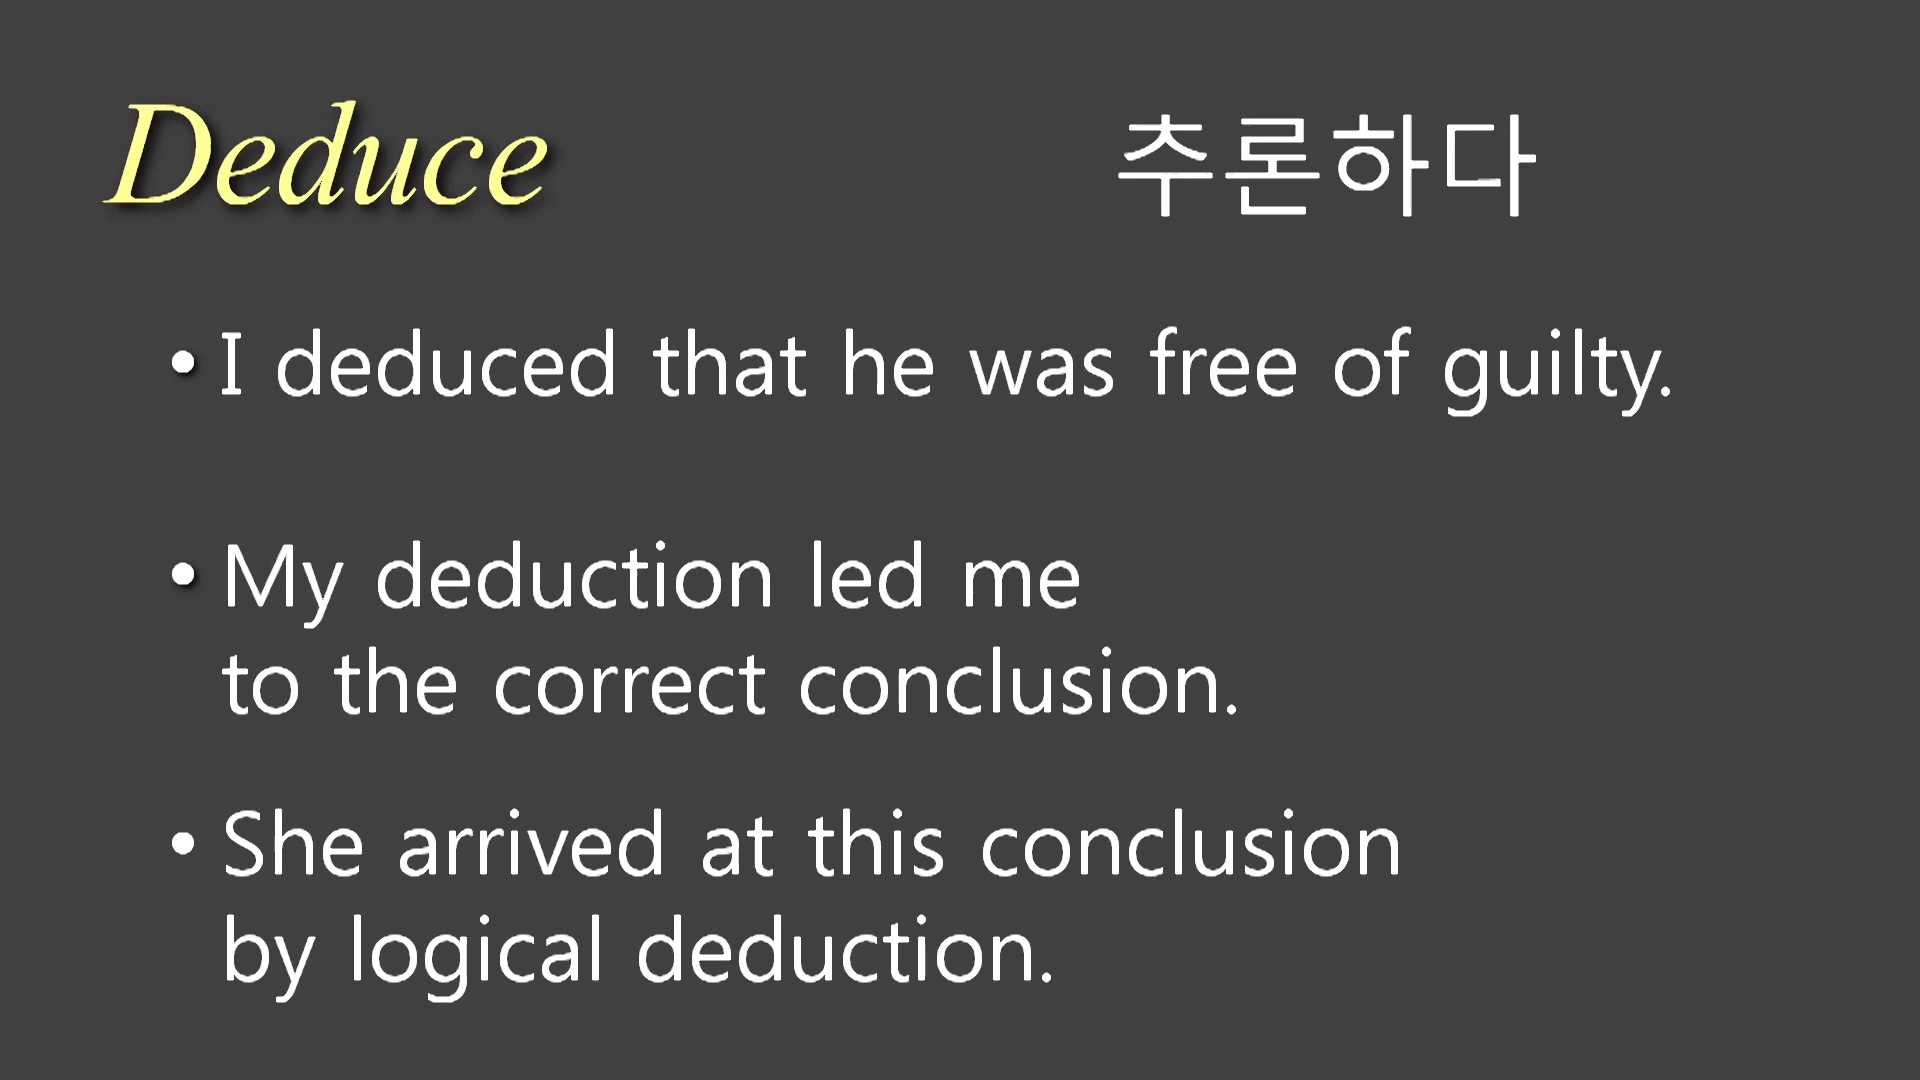 Deduce 추론하다
• I deduced that he was free of guilty.
• My deduction led me
to the correct conclusion.
• She arrived at this conclusion
by logical deduction.